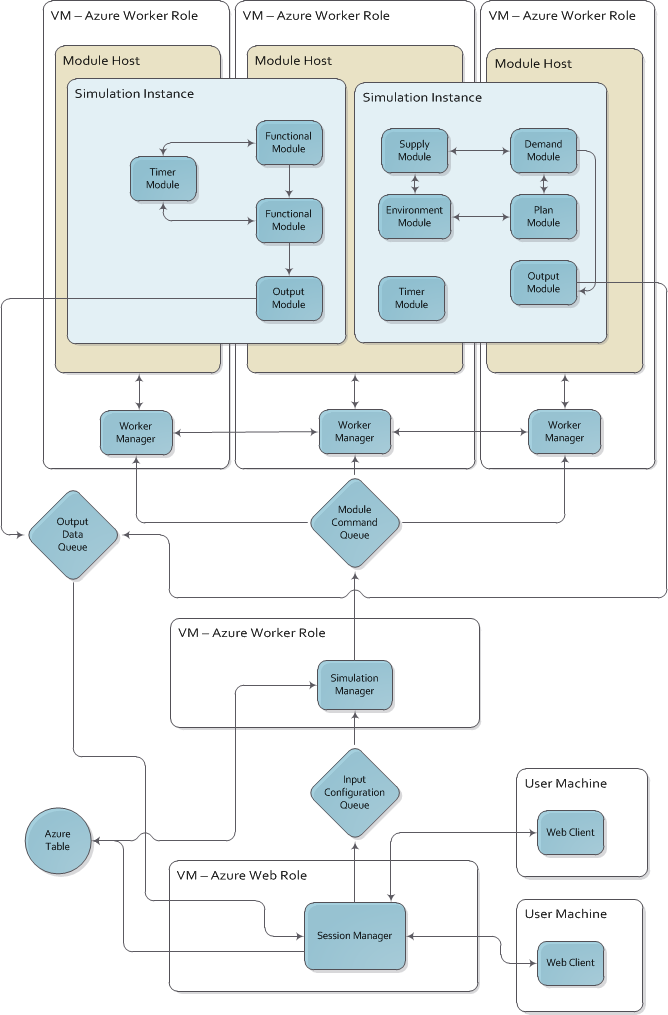 VM – Azure Worker Role
VM – Azure Worker Role
VM – Azure Worker Role
Module Host
Module Host
Module Host
Simulation Instance
Simulation Instance
Functional
Module
Timer
Module
Functional
Module
Output
Module
Supply
Module
Demand
Module
Environment
Module
Plan
Module
Timer
Module
Output
Module
Worker
Manager
Worker
Manager
Worker
Manager
Output
Data
Queue
Module
Command
Queue
VM – Azure Worker Role
Simulation
Manager
Input
Configuration
Queue
User Machine
Web Client
Azure
Table
VM – Azure Web Role
Session Manager
User Machine
Web Client